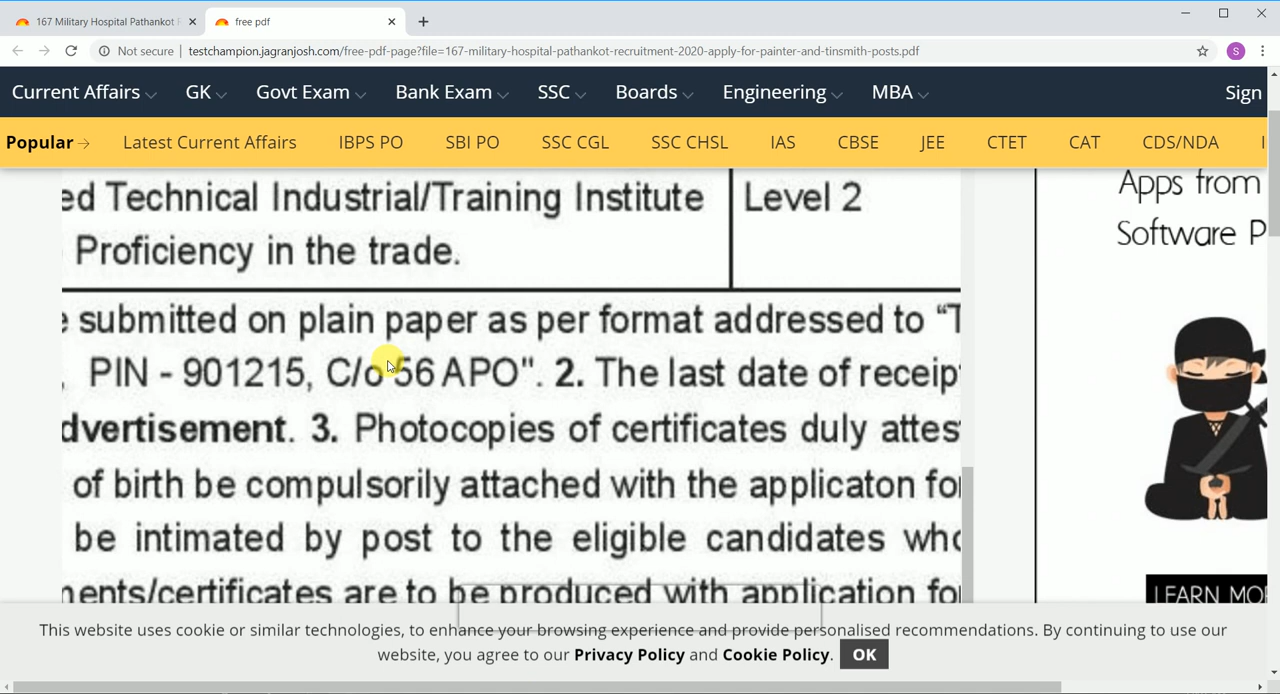 167 Military Hospital Pathankot
free pdf
Not secure | testchampion.jagranjosh.com/free-pdf-page?file=167-military-hospital-pathankot-recruitment-2020-apply-for-painter-and-tinsmith-posts.pdf
S
Current Affairs GK Govt Exam Bank Exam SSC Boards Engineering MBA Sign
Popular Latest Current Affairs IBPS PO SBI PO SSC CGL SSC CHSL IAS CBSE JEE CTET CAT CDS/NDA
ed Technical Industrial/Training Institute Level 2
Proficiency in the trade.
e submitted on plain paper as per format addressed to “T
, PIN - 901215, C/o 56 APO". 2. The last date of receip
dvertisement. 3. Photocopies of certificates duly attes
of birth be compulsorily attached with the applicaton for
be intimated by post to the eligible candidates who
ments/certificates are to be produced with application for
Apps from
Software P
LEARN MO
This website uses cookie or similar technologies, to enhance your browsing experience and provide personalised recommendations. By continuing to use our
website, you agree to our Privacy Policy and Cookie Policy. OK